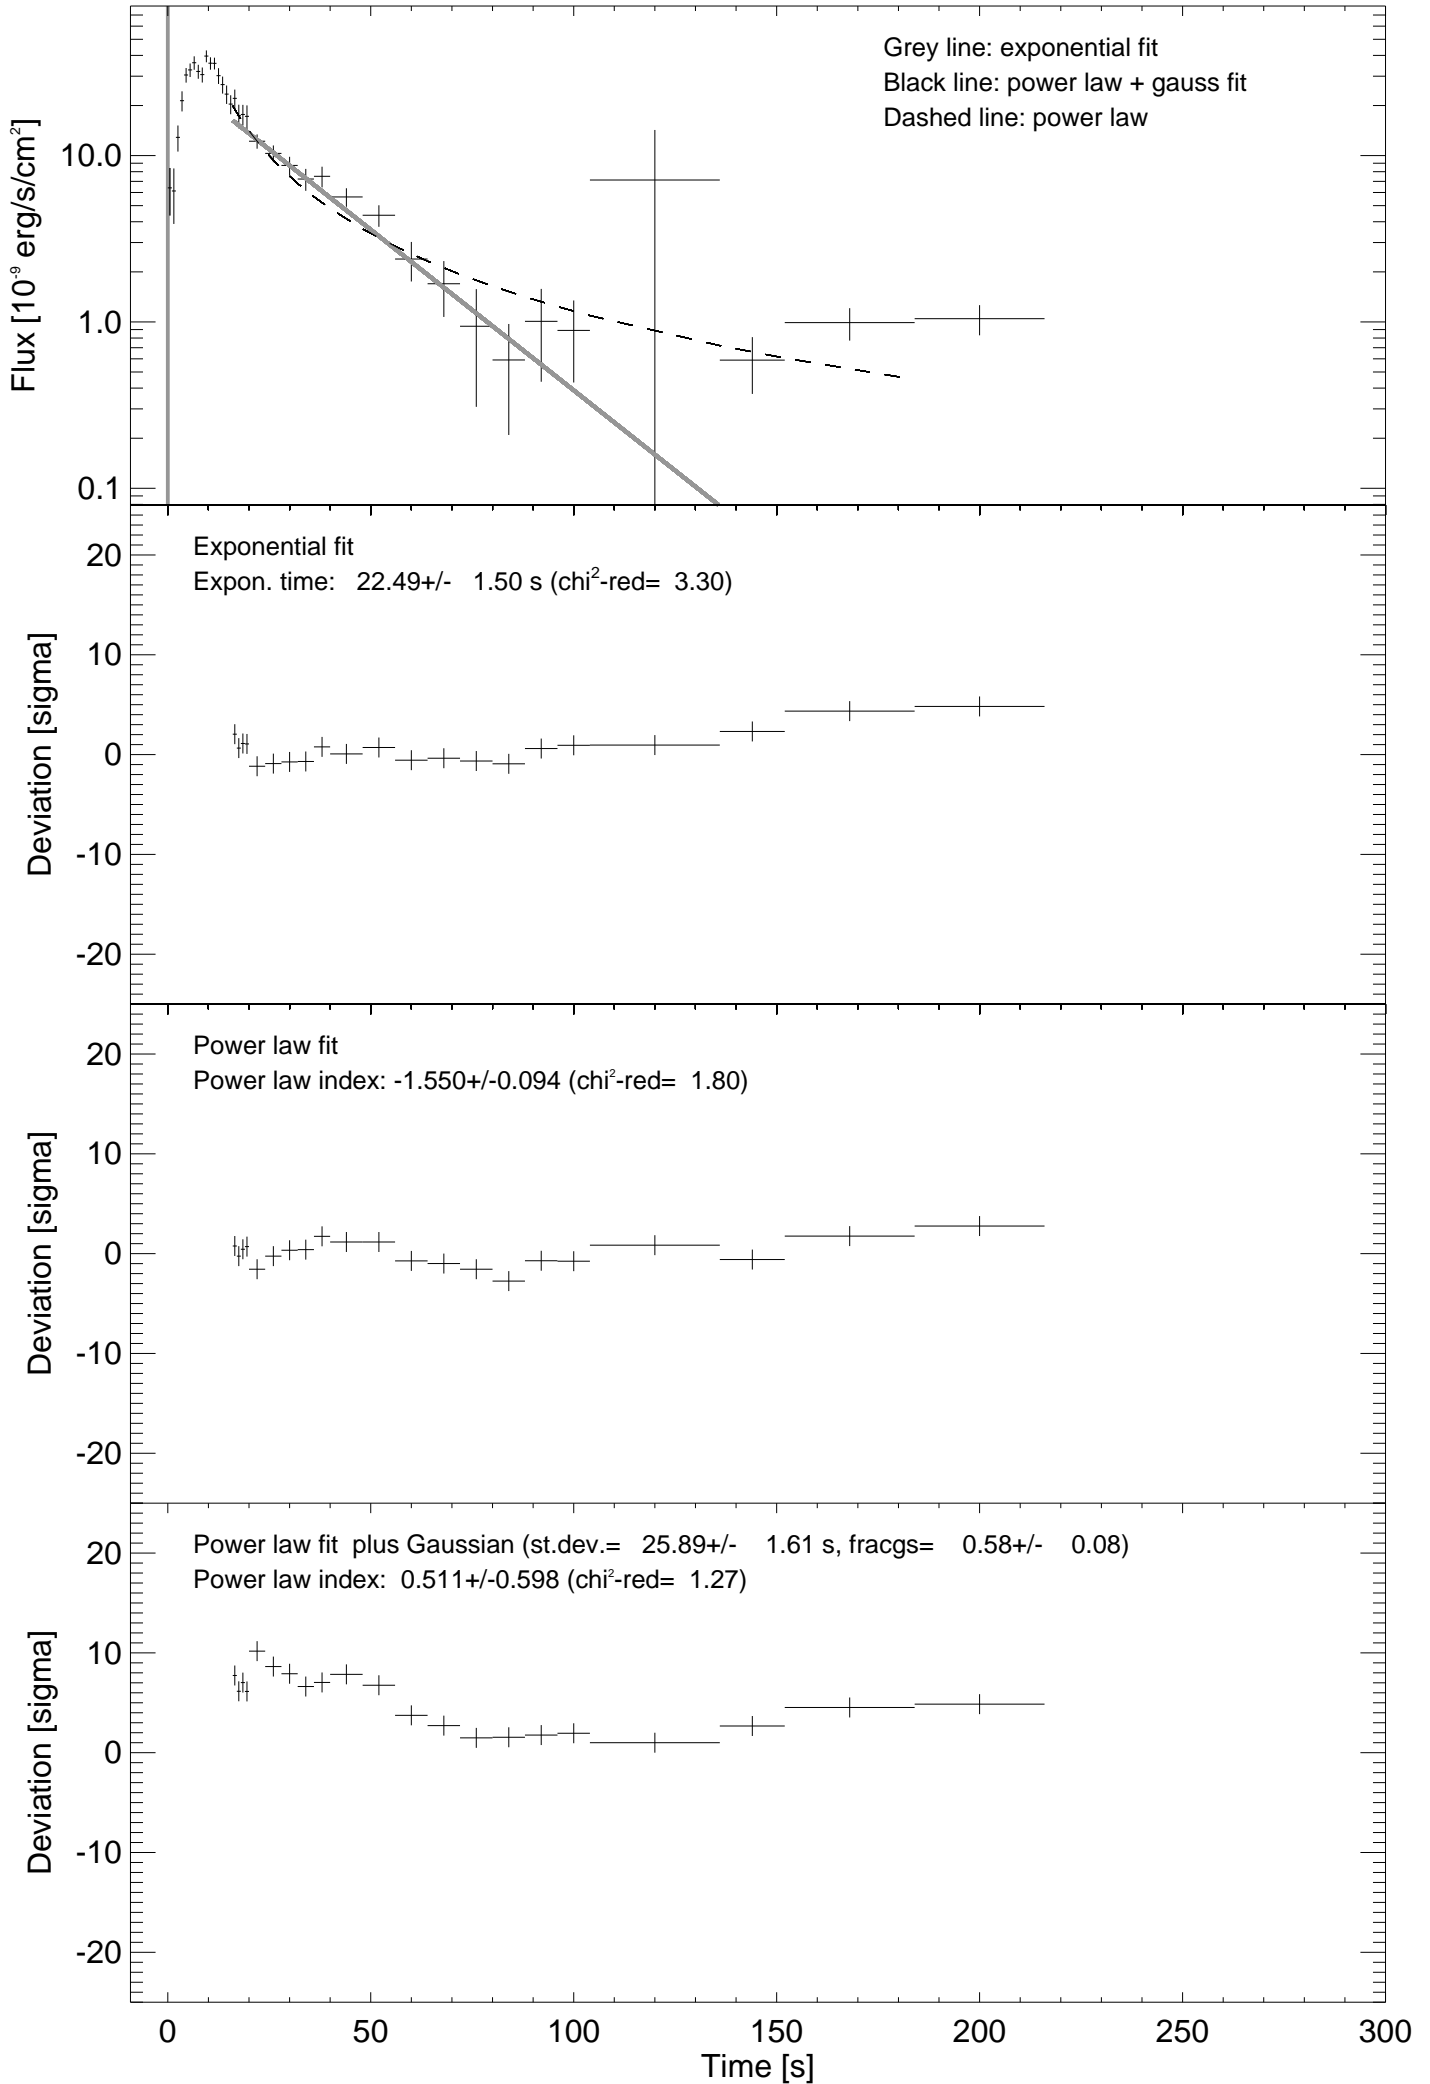 Grey line: exponential fit
Black line: power law + gauss fit
Dashed line: power law
Flux [10⁻⁹ erg/s/cm²]
10.0
1.0
0.1
Exponential fit
Expon. time: 22.49+/- 1.50 s (chi²-red= 3.30)
Deviation [sigma]
20
10
0
-10
-20
Power law fit
Power law index: -1.550+/-0.094 (chi²-red= 1.80)
Deviation [sigma]
20
10
0
-10
-20
Power law fit plus Gaussian (st.dev.= 25.89+/- 1.61 s, fracgs= 0.58+/- 0.08)
Power law index: 0.511+/-0.598 (chi²-red= 1.27)
Deviation [sigma]
20
10
0
-10
-20
0 50 100 150 200 250 300
Time [s]